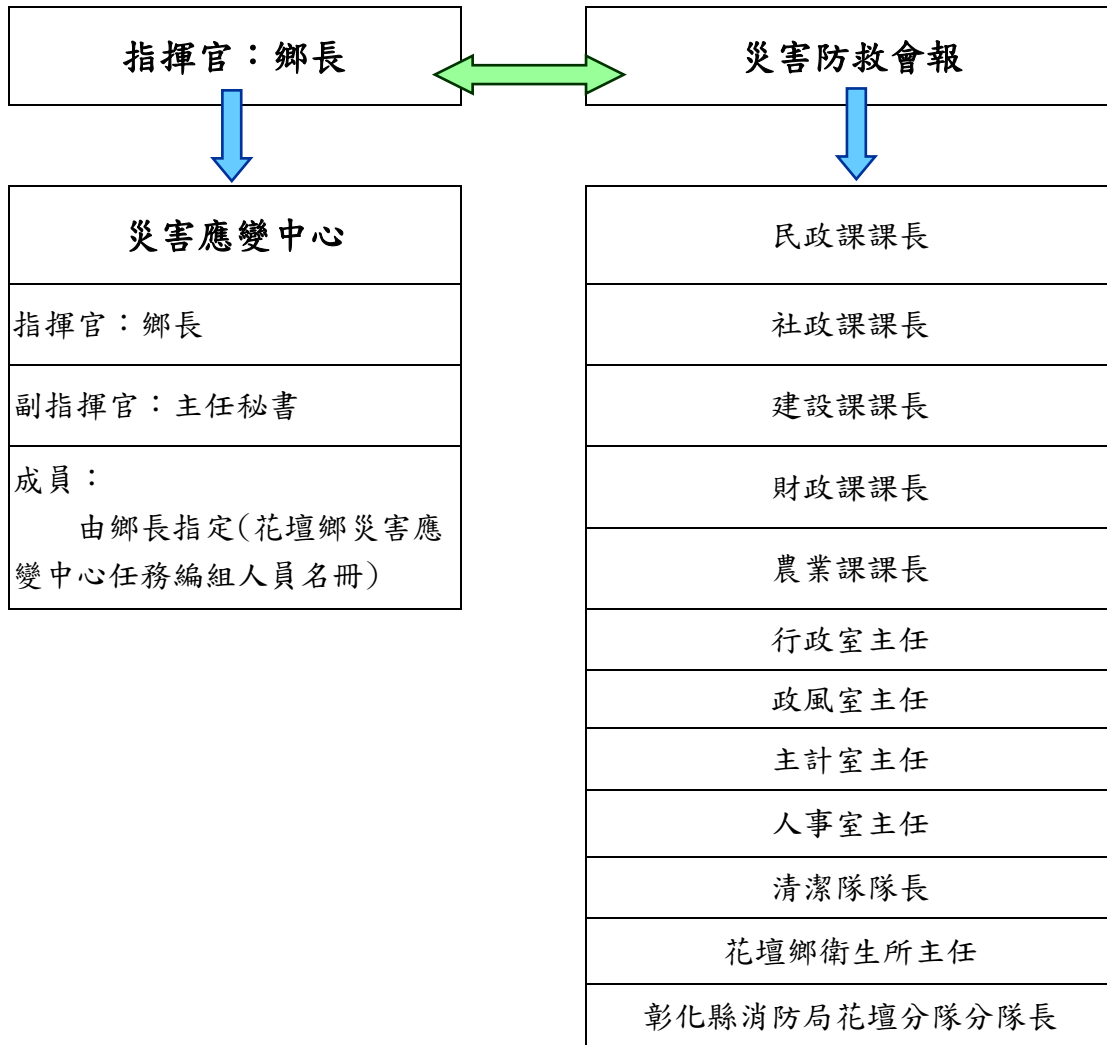 指揮官：鄉長
災害防救會報
災害應變中心
指揮官：鄉長
副指揮官：主任秘書
成員：
由鄉長指定(花壇鄉災害應
變中心任務編組人員名冊)
民政課課長
社政課課長
建設課課長
財政課課長
農業課課長
行政室主任
政風室主任
主計室主任
人事室主任
清潔隊隊長
花壇鄉衛生所主任
彰化縣消防局花壇分隊分隊長